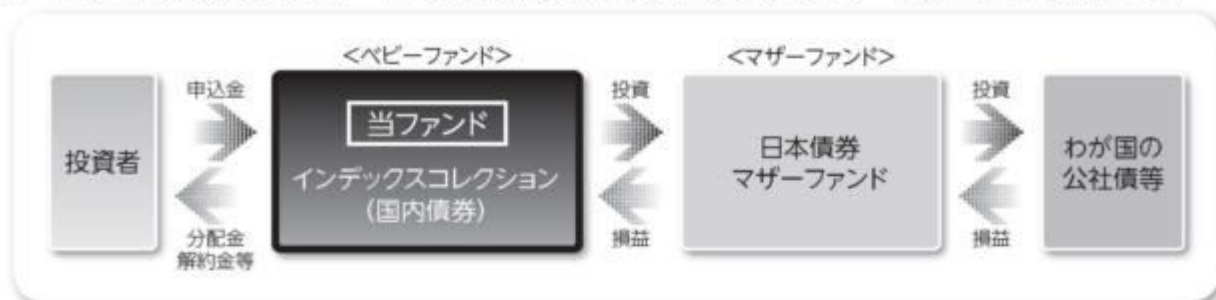 <ベビーファンド>
<マザーファンド>
投資者
申込金
分配金
解約金等
当ファンド
インデックスコレクション
(国内債券)
投資
損益
日本債券
マザーファンド
投資
損益
わが国の
公社債等